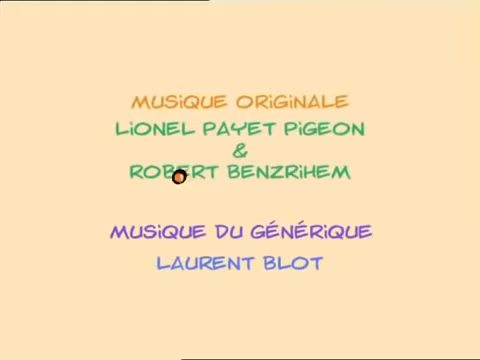 MUSIQUE ORIGINALE
LIONEL PAYET PIGEON
&
ROBERT BENZRIHEM
MUSIQUE DU GÉNÉRIQUE
LAURENT BLOT